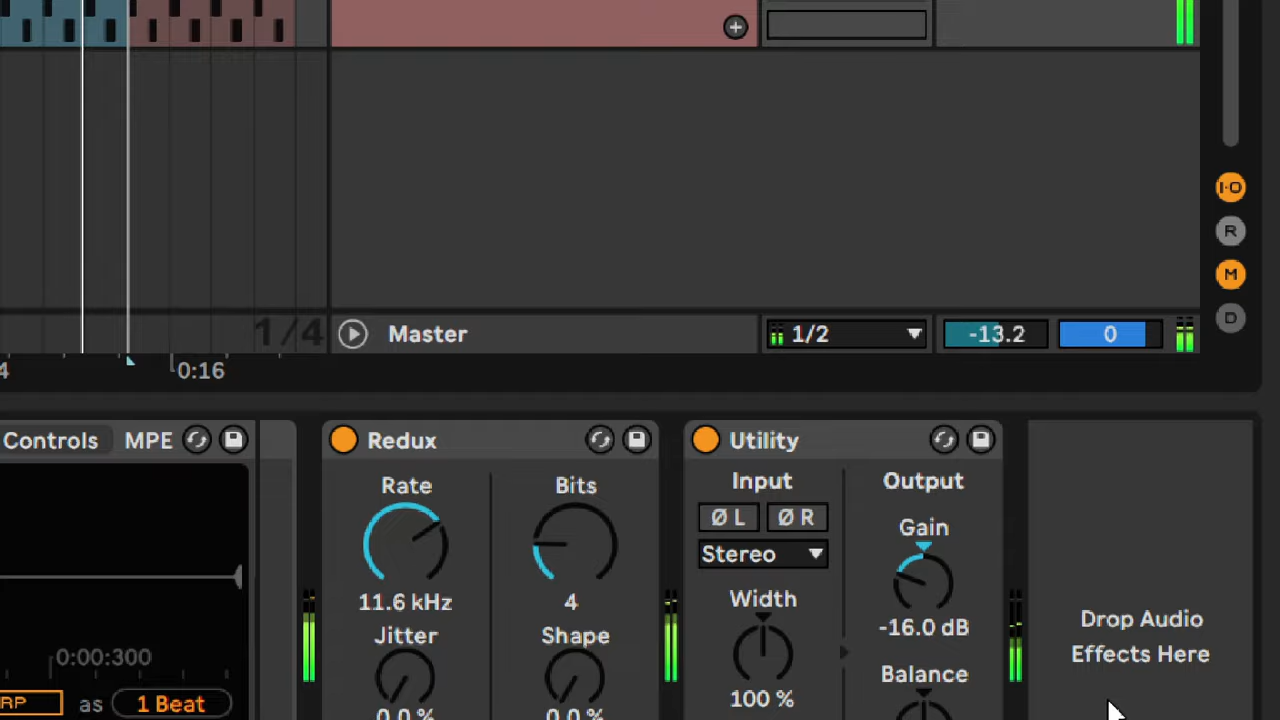 I·O
R
M
D
1/4
Master
1/2
-13.2
0
4
0:16
Controls
MPE
Redux
Rate
Bits
11.6 kHz
4
Jitter
Shape
0.0 %
0.0 %
Utility
Input
Ø L
Ø R
Stereo
Width
100 %
Output
Gain
-16.0 dB
Balance
Drop Audio
Effects Here
0:00:300
RP
as
1 Beat